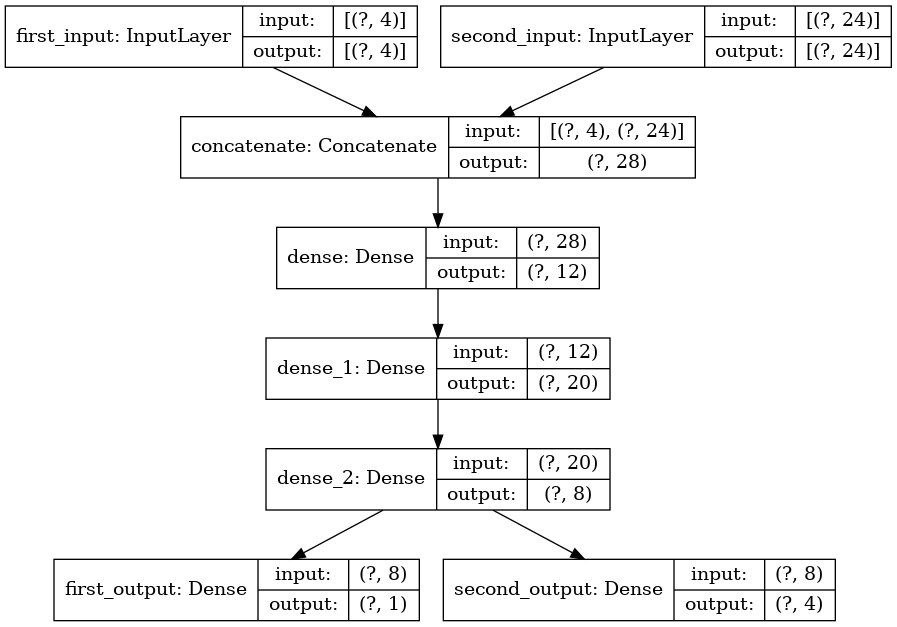 first_input: InputLayer
input:
[(?, 4)]
output:
[(?, 4)]
second_input: InputLayer
input:
[(?, 24)]
output:
[(?, 24)]
concatenate: Concatenate
input:
[(?, 4), (?, 24)]
output:
(?, 28)
dense: Dense
input:
(?, 28)
output:
(?, 12)
dense_1: Dense
input:
(?, 12)
output:
(?, 20)
dense_2: Dense
input:
(?, 20)
output:
(?, 8)
first_output: Dense
input:
(?, 8)
output:
(?, 1)
second_output: Dense
input:
(?, 8)
output:
(?, 4)